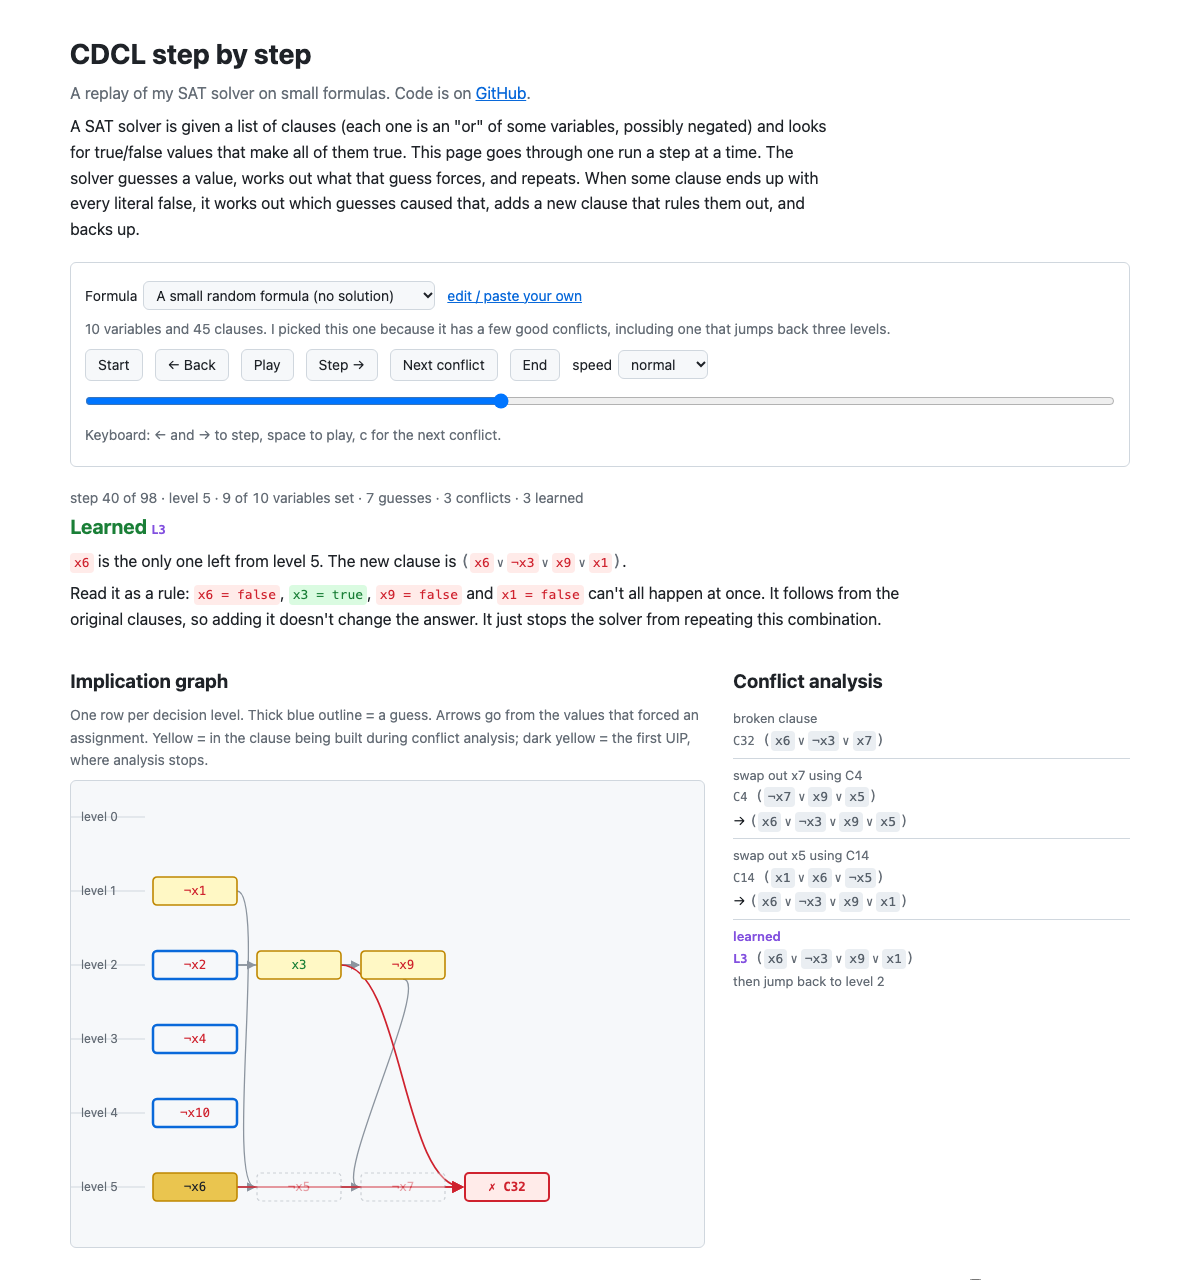 CDCL step by step
A replay of my SAT solver on small formulas. Code is on GitHub.
A SAT solver is given a list of clauses (each one is an "or" of some variables, possibly negated) and looks
for true/false values that make all of them true. This page goes through one run a step at a time. The
solver guesses a value, works out what that guess forces, and repeats. When some clause ends up with
every literal false, it works out which guesses caused that, adds a new clause that rules them out, and
backs up.
Formula A small random formula (no solution) edit / paste your own
10 variables and 45 clauses. I picked this one because it has a few good conflicts, including one that jumps back three levels.
Start ← Back Play Step → Next conflict End speed normal
Keyboard: ← and → to step, space to play, c for the next conflict.
step 40 of 98 · level 5 · 9 of 10 variables set · 7 guesses · 3 conflicts · 3 learned
Learned L3
x6 is the only one left from level 5. The new clause is (x6 ∨ ¬x3 ∨ x9 ∨ x1).
Read it as a rule: x6 = false, x3 = true, x9 = false and x1 = false can't all happen at once. It follows from the
original clauses, so adding it doesn't change the answer. It just stops the solver from repeating this combination.
Implication graph
One row per decision level. Thick blue outline = a guess. Arrows go from the values that forced an
assignment. Yellow = in the clause being built during conflict analysis; dark yellow = the first UIP,
where analysis stops.
level 0
level 1 ¬x1
level 2 ¬x2 x3 ¬x9
level 3 ¬x4
level 4 ¬x10
level 5 ¬x6 ¬x5 ¬x7 ✗ C32
Conflict analysis
broken clause
C32 (x6 ∨ ¬x3 ∨ x7)
swap out x7 using C4
C4 (¬x7 ∨ x9 ∨ x5)
→ (x6 ∨ ¬x3 ∨ x9 ∨ x5)
swap out x5 using C14
C14 (x1 ∨ x6 ∨ ¬x5)
→ (x6 ∨ ¬x3 ∨ x9 ∨ x1)
learned
L3 (x6 ∨ ¬x3 ∨ x9 ∨ x1)
then jump back to level 2